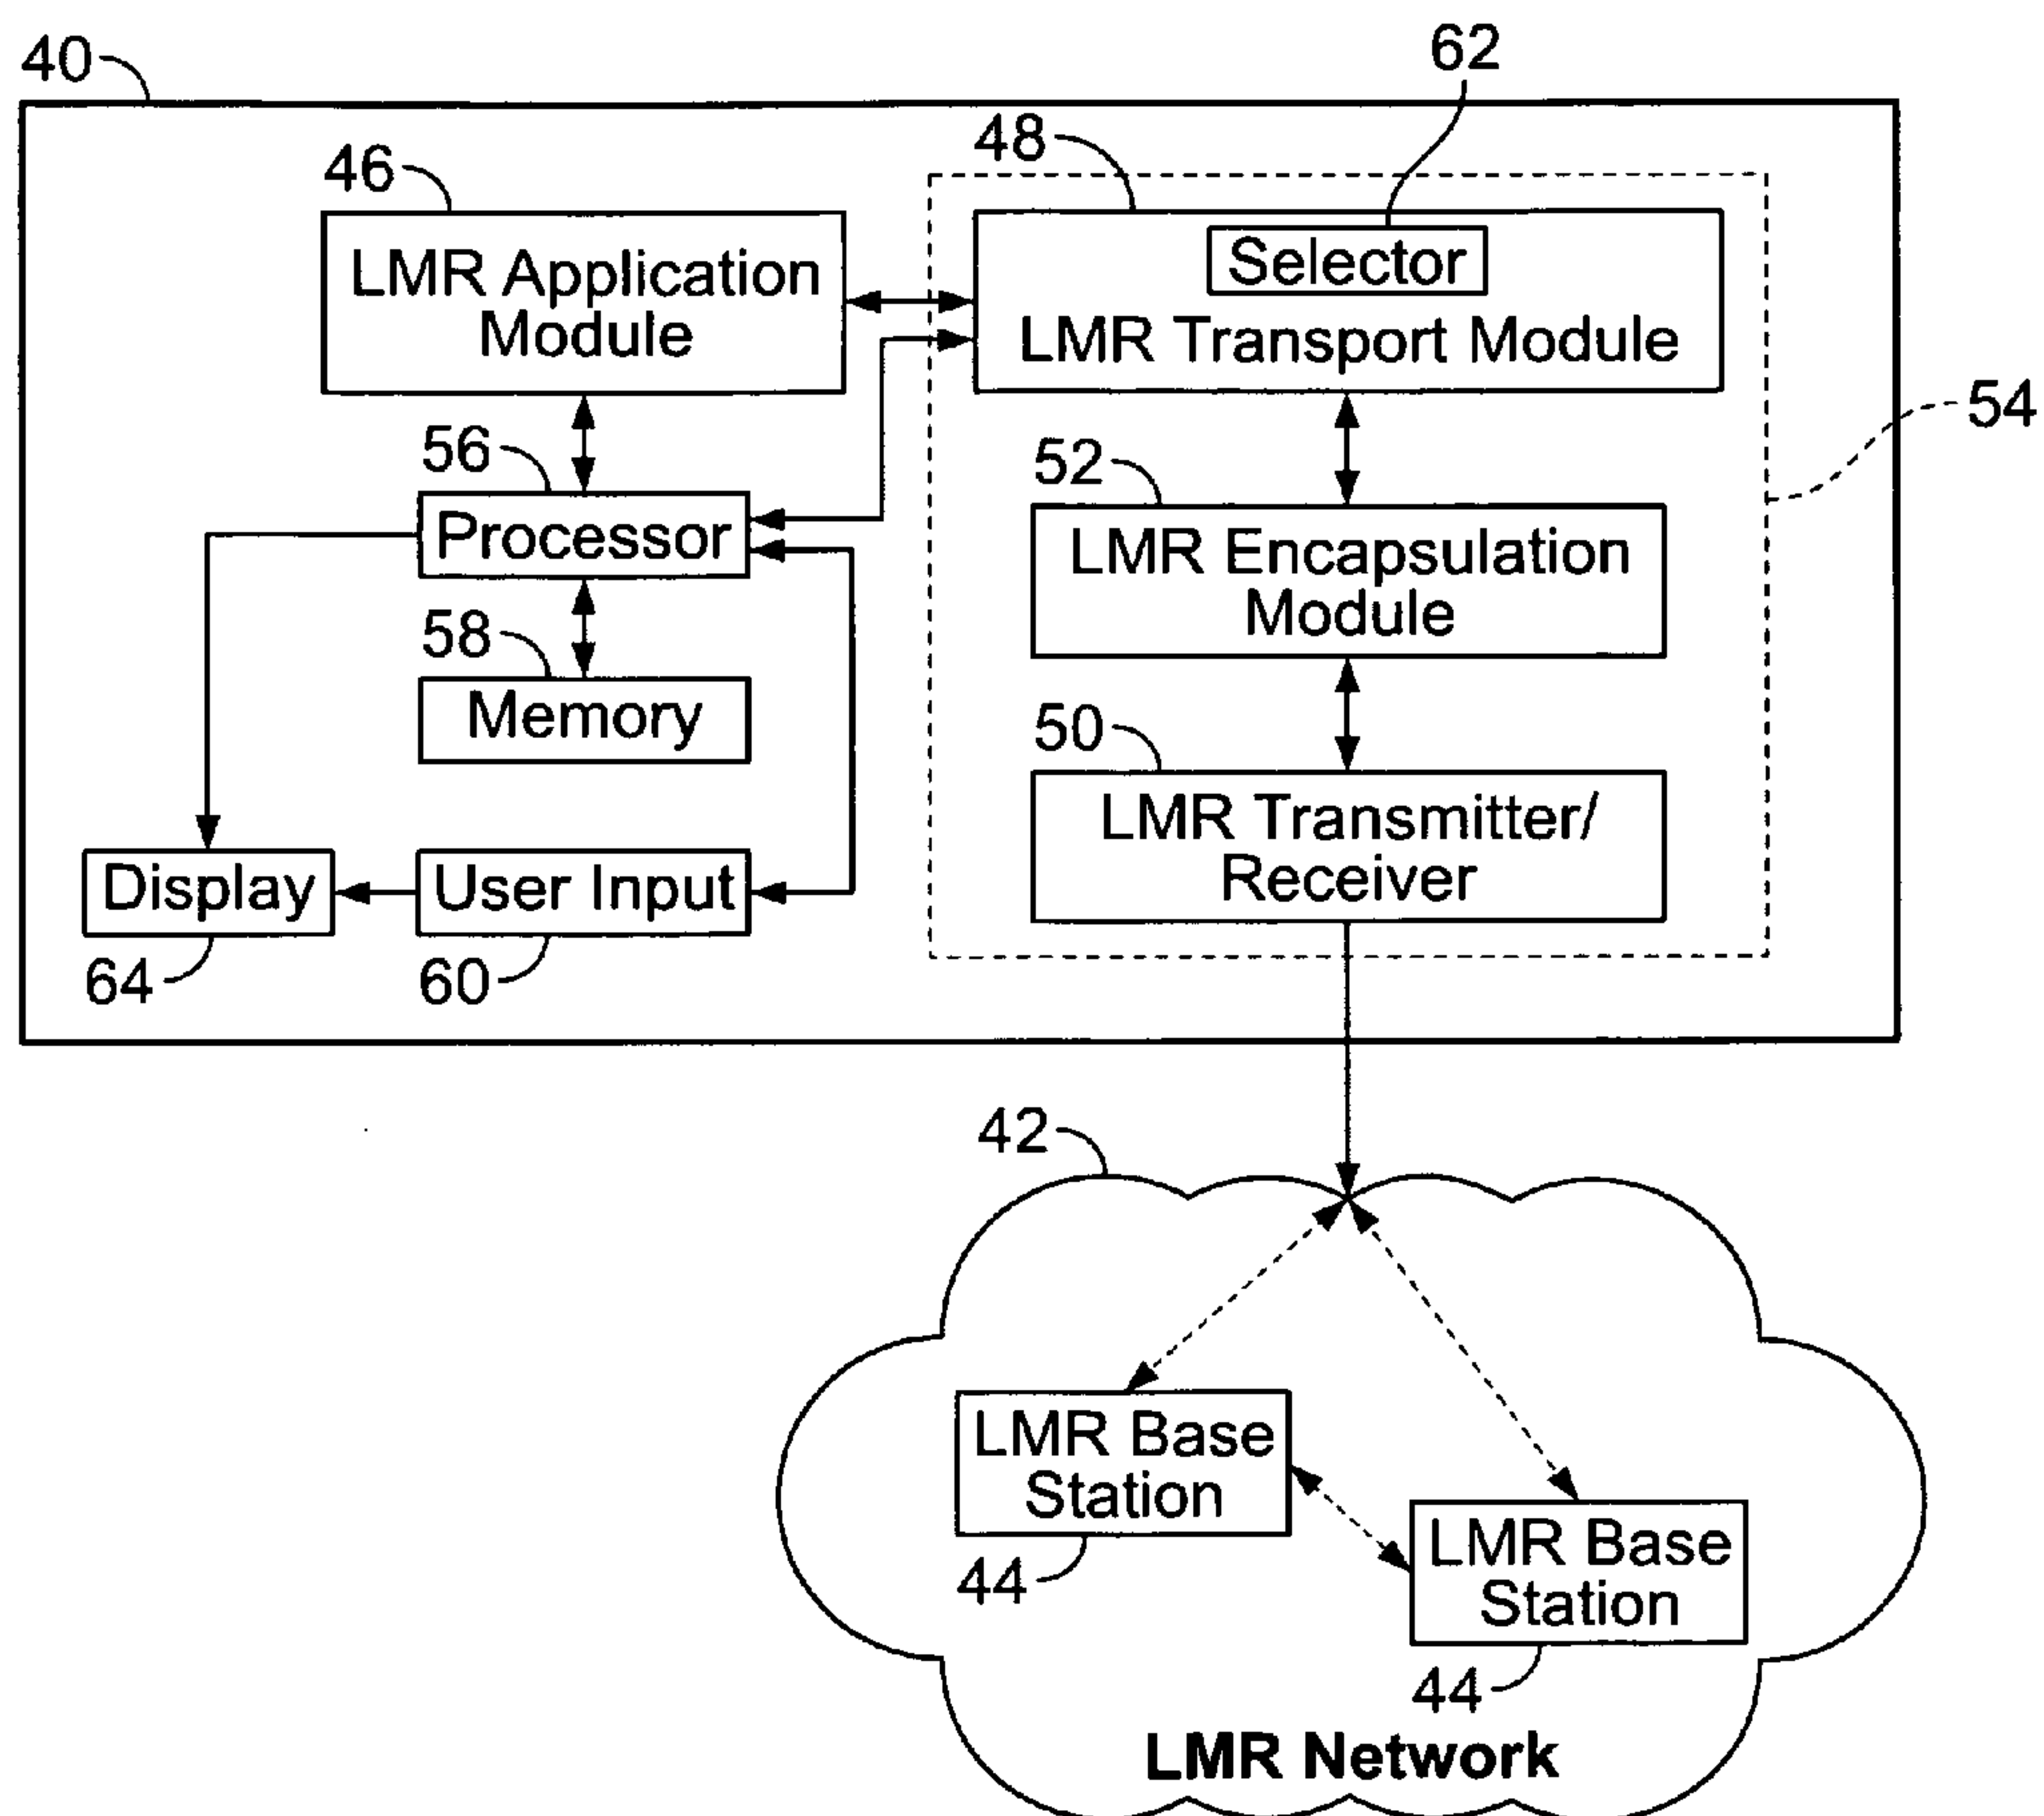 40
62
48
46
Selector
LMR Application
Module
LMR Transport Module
54
56
52
Processor
LMR Encapsulation
Module
58
Memory
50
LMR Transmitter/
Receiver
Display
User Input
64
60
42
LMR Base
Station
44
LMR Base
Station
44
LMR Network